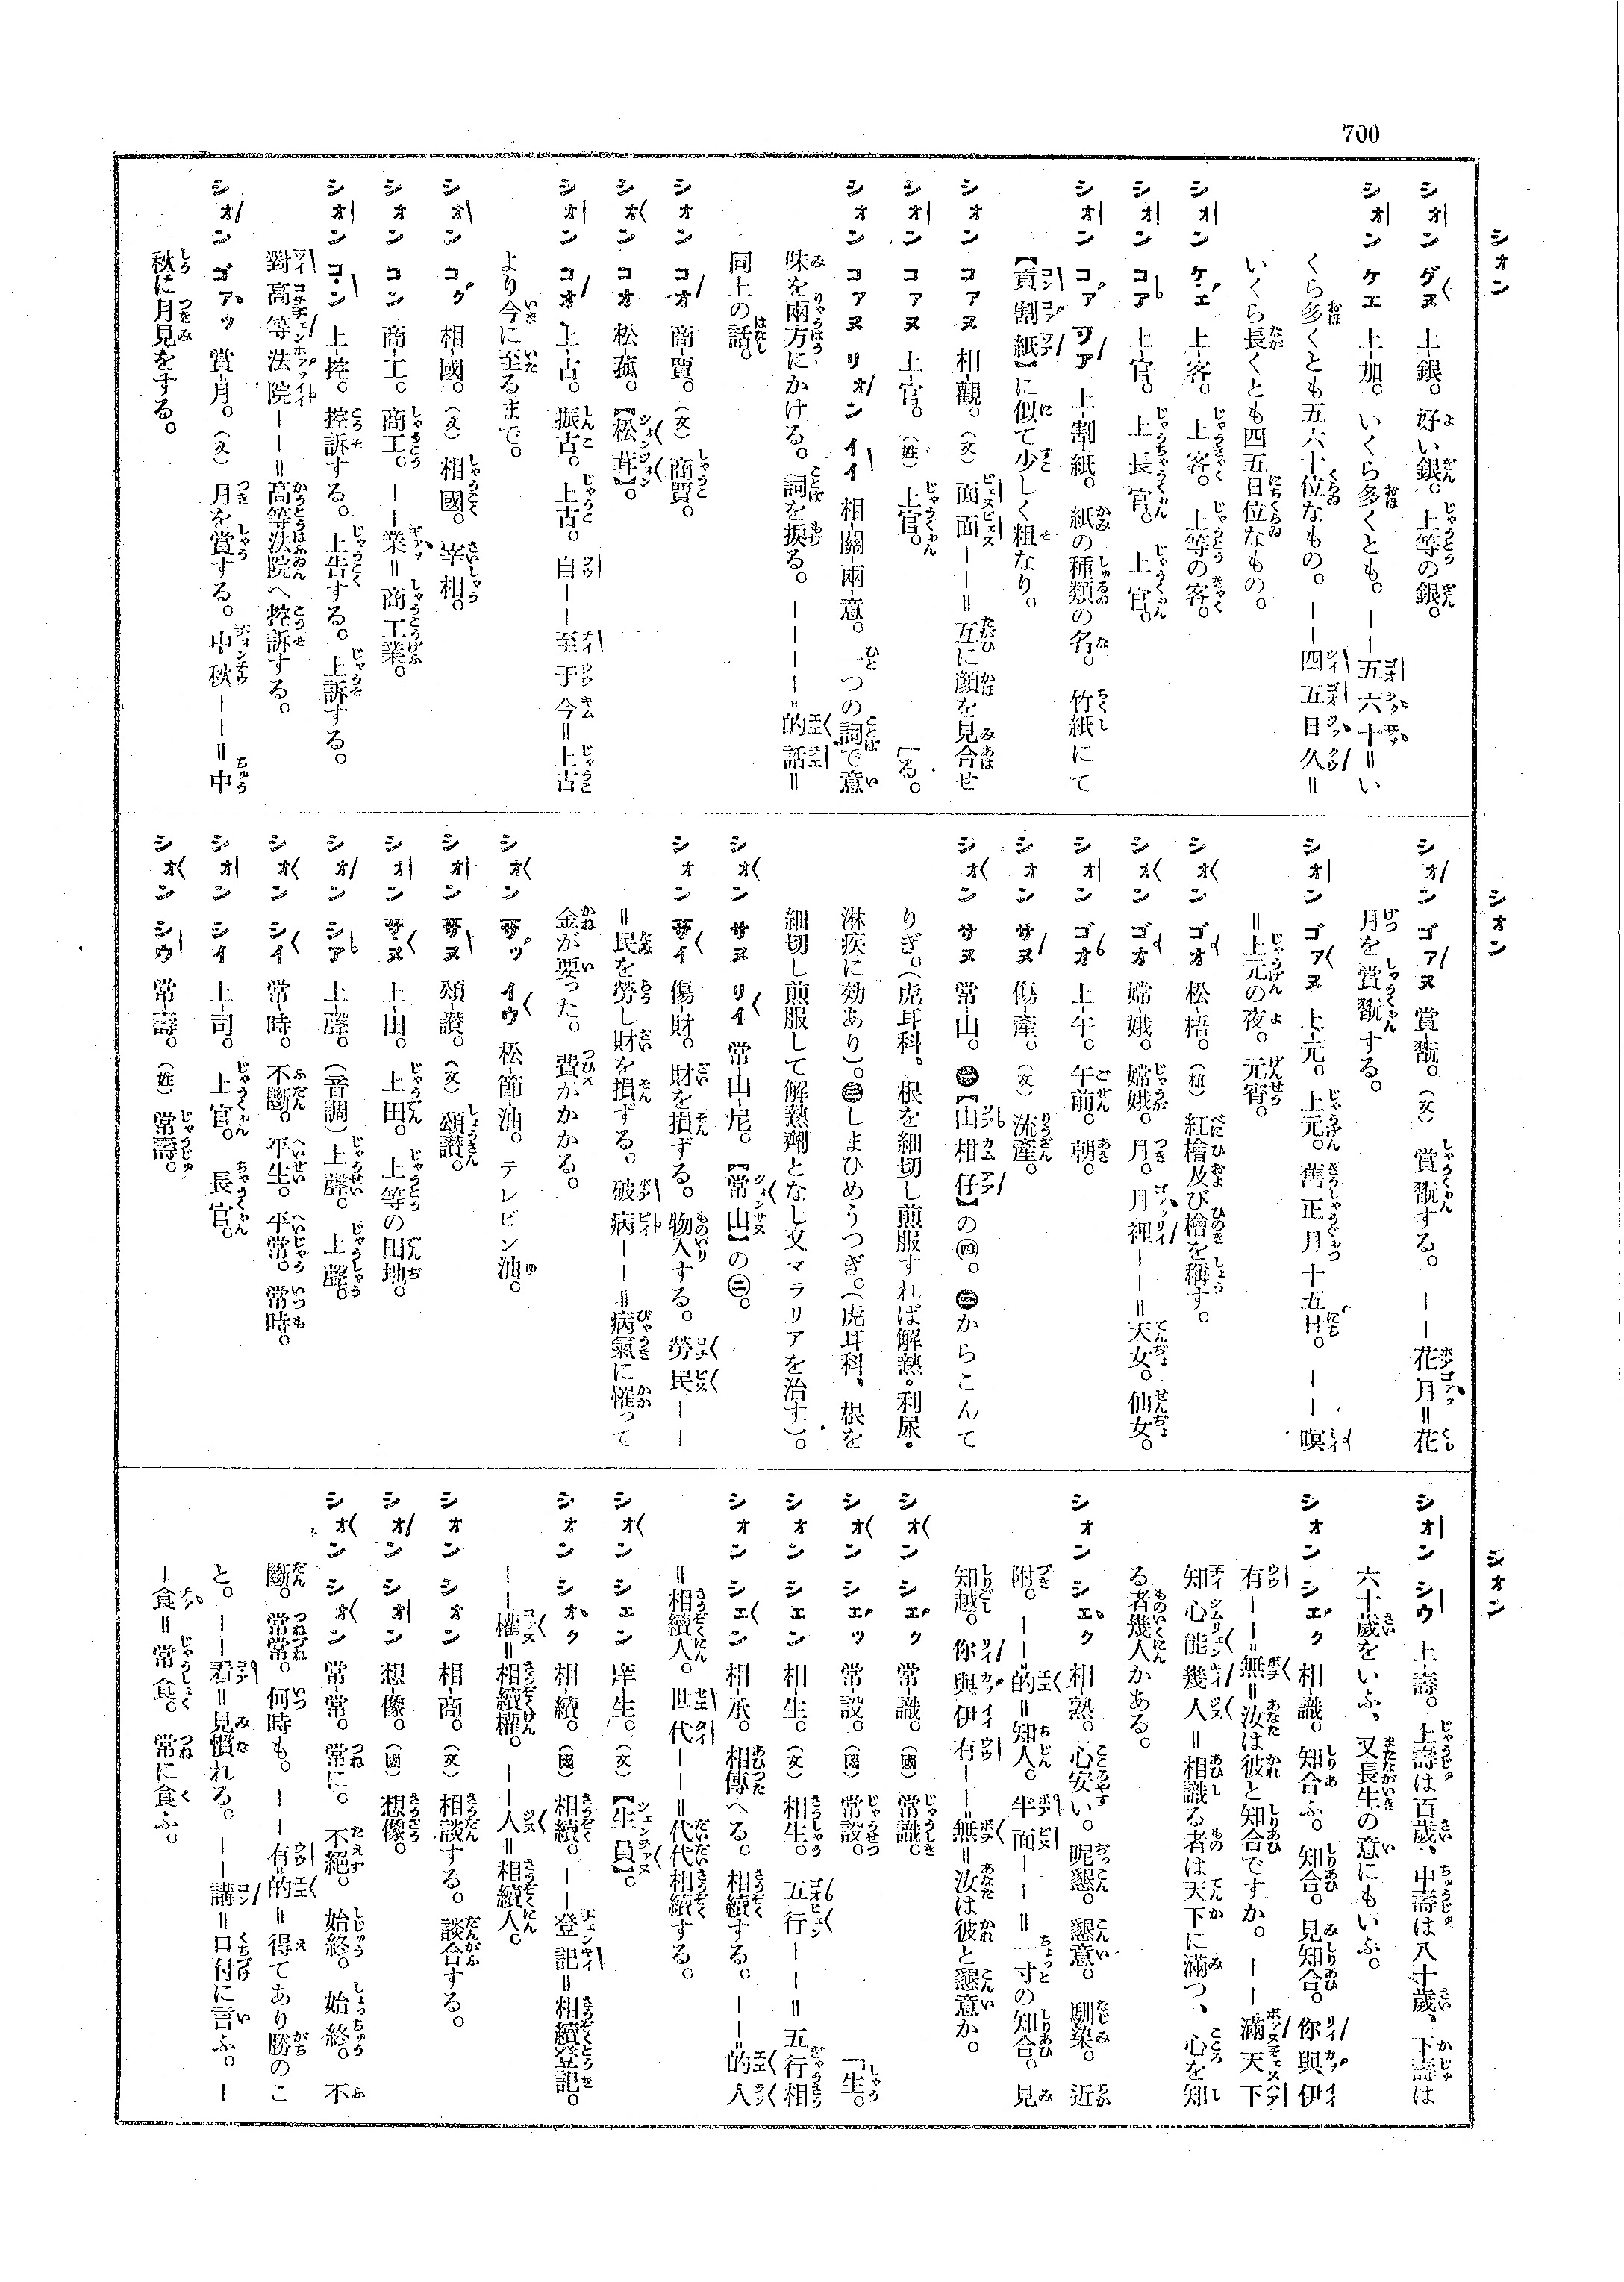 700
シオン
シオン グヌ 上-銀。好い銀。上等の銀。
シオン ケエ 上-加。いくら多くとも。——五六十＝い
くら多くとも五六十位なもの。——四五日久＝
いくら長くとも四五日位なもの。
シオン ケェ 上-客。上客。上等の客。
シオン コア 上-官。上長官。上官。
シオン コァ ヲァ 上-割-紙。紙の種類の名。竹紙にて
【貢割紙】に似て少しく粗なり。
シオン コァヌ 相-觀。(文) 面面——＝互に顔を見合せ
シオン コァヌ 上-官。(姓) 上官。 〔る。
シオン コァヌ リオン イイ 相-關-兩-意。一つの詞で意
味を兩方にかける。詞を捩る。————＝的話＝
同上の話。
シオン コオ 商-賈。(文) 商賈。
シオン コオ 松-菰。【松茸】。
シオン コオ 上-古。振古。上古。自——至于今＝上古
より今に至るまで。
シオン コク 相-國。(文) 相國。宰相。
シオン コン 商-工。商工。——業＝商工業。
シオン コン 上-控。控訴する。上告する。上訴する。
對高等法院——＝高等法院へ控訴する。
シオン ゴァッ 賞-月。(文) 月を賞する。中秋——＝中
秋に月見をする。
シオン
シオン ゴァヌ 賞-翫。(文) 賞翫する。——花月＝花
月を賞翫する。
シオン ゴァヌ 上-元。上元。舊正月十五日。——暝
＝上元の夜。元宵。
シオン ゴオ 松-梧。(植) 紅檜及び檜を稱す。
シオン ゴオ 嫦-娥。嫦娥。月。月裡——＝天女。仙女。
シオン ゴオ 上-午。午前。朝。
シオン サヌ 傷-產。(文) 流產。
シオン サヌ 常-山。㊀【山柑仔】の㊃。㊁からこんて
りぎ。(虎耳科。根を細切し煎服すれば解熱。利尿。
淋疾に効あり)。㊂しまひめうつぎ。(虎耳科。根を
細切し煎服して解熱劑となし又マラリアを治す)。
シオン サヌ リイ 常-山-尼。【常山】の㊁。
シオン サイ 傷-財。財を損ずる。物入する。勞民——
＝民を勞し財を損ずる。破病——＝病氣に罹って
金が要った。費がかかる。
シオン サッ イウ 松-節-油。テレビン油。
シオン サヌ 頌-讃。(文) 頌讃。
シオン サヌ 上-田。上田。上等の田地。
シオン シァ 上-聲。(音調) 上聲。上聲。
シオン シイ 常-時。不斷。平生。平常。常時。
シオン シイ 上-司。上官。長官。
シオン シウ 常-壽。(姓) 常壽。
シオン
シオン シウ 上-壽。上壽は百歲、中壽は八十歲、下壽は
六十歲をいふ、又長生の意にもいふ。
シオン シェク 相-識。知合ふ。知合。見知合。你與伊
有——＝無＝汝は彼と知合ですか。——滿天下
知心能幾人＝相識る者は天下に滿つ、心を知
る者幾人かある。
シオン シェク 相-熟。心安い。昵懇。懇意。馴染。近
附。——的＝知人。半面——＝一寸の知合。見
知越。你與伊有——＝無＝汝は彼と懇意か。
シオン シェク 常-識。(國) 常識。
シオン シェッ 常-設。(國) 常設。 〔生。
シオン シェン 相-生。(文) 相生。五行——＝五行相
シオン シェン 相-承。相傳へる。相續する。——的人
＝相續人。世代——＝代代相續する。
シオン シェン 庠-生。(文) 【生員】。
シオン シオク 相-續。(國) 相續。——登記＝相續登記。
——權＝相續權。——人＝相續人。
シオン シオン 相-商。(文) 相談する。談合する。
シオン シオン 想-像。(國) 想像。
シオン シオン 常-常。常に。不絕。始終。始終。不
斷。常常。何時も。——有的＝得てあり勝のこ
と。——看＝見慣れる。——講＝口付に言ふ。—
—食＝常食。常に食ふ。